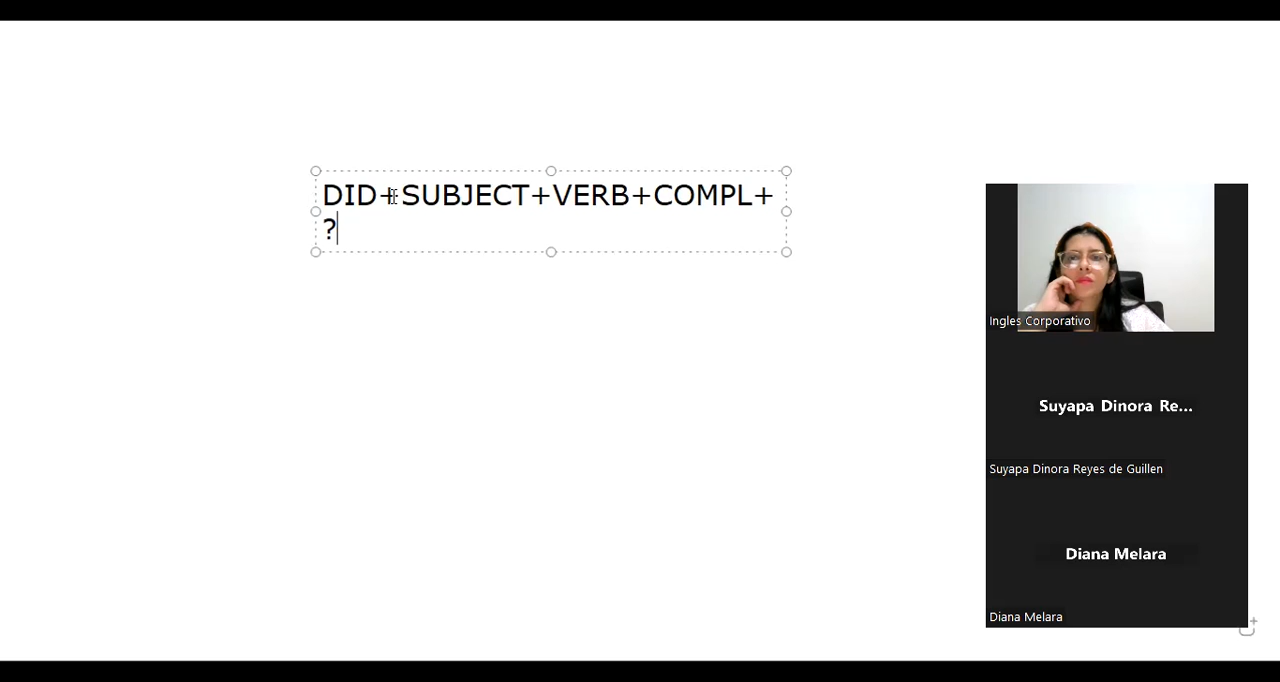 DID+SUBJECT+VERB+COMPL+
?
Ingles Corporativo
Suyapa Dinora Re...
Suyapa Dinora Reyes de Guillen
Diana Melara
Diana Melara